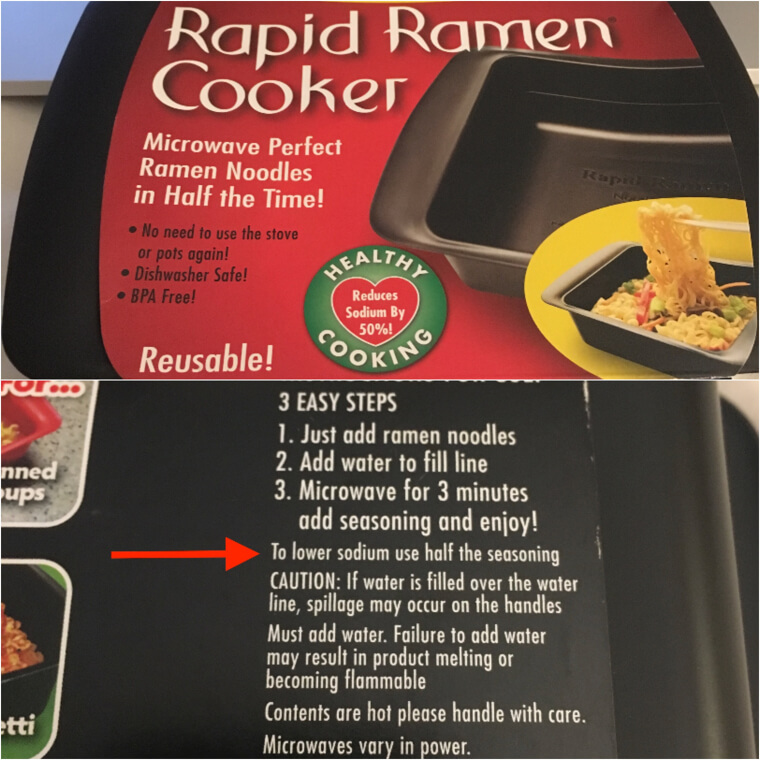 Rapid Ramen
Cooker
Microwave Perfect
Ramen Noodles
in Half the Time!
• No need to use the stove
or pots again!
• Dishwasher Safe!
• BPA Free!
HEALTHY
Reduces
Sodium By
50%!
COOKING
Reusable!
Rapid Ramen
3 EASY STEPS
1. Just add ramen noodles
2. Add water to fill line
3. Microwave for 3 minutes
add seasoning and enjoy!
To lower sodium use half the seasoning
CAUTION: If water is filled over the water
line, spillage may occur on the handles
Must add water. Failure to add water
may result in product melting or
becoming flammable
Contents are hot please handle with care.
Microwaves vary in power.